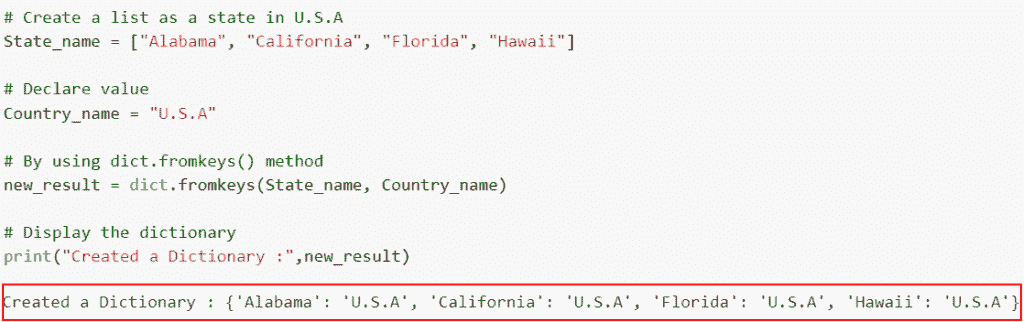 # Create a list as a state in U.S.A
State_name = ["Alabama", "California", "Florida", "Hawaii"]
# Declare value
Country_name = "U.S.A"
# By using dict.fromkeys() method
new_result = dict.fromkeys(State_name, Country_name)
# Display the dictionary
print("Created a Dictionary :",new_result)
Created a Dictionary : {'Alabama': 'U.S.A', 'California': 'U.S.A', 'Florida': 'U.S.A', 'Hawaii': 'U.S.A'}